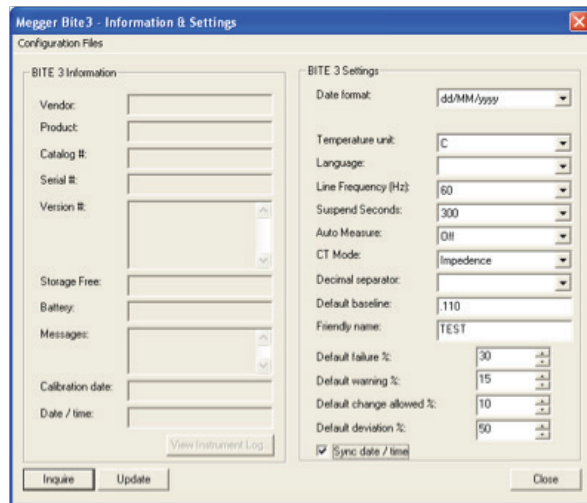 Megger Bite3 - Information & Settings
Configuration Files
BITE 3 Information
Vendor:
Product:
Catalog #:
Serial #:
Version #:
Storage Free:
Battery:
Messages:
Calibration date:
Date / time:
View Instrument Log
BITE 3 Settings
Date format: dd/MM/yyyy
Temperature unit: C
Language:
Line Frequency (Hz): 60
Suspend Seconds: 300
Auto Measure: Off
CT Mode: Impedence
Decimal separator:
Default baseline: .110
Friendly name: TEST
Default failure %: 30
Default warning %: 15
Default change allowed %: 10
Default deviation %: 50
Sync date / time
Inquire Update Close